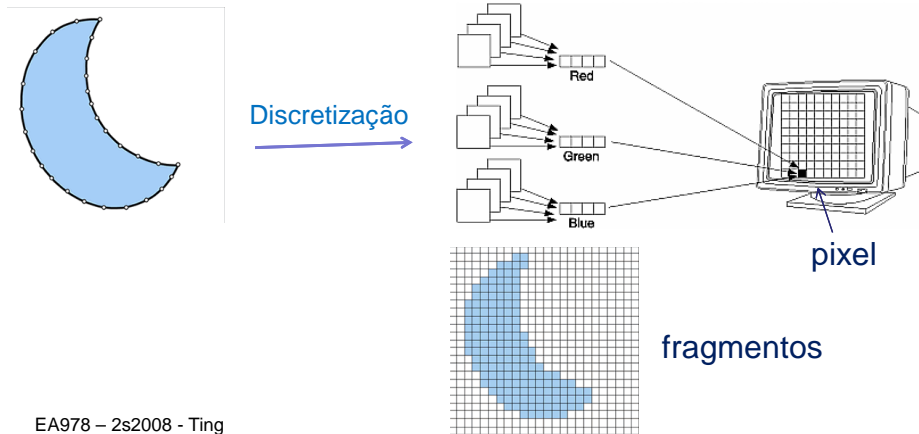 Discretização
Red
Green
Blue
pixel
fragmentos
EA978 – 2s2008 - Ting